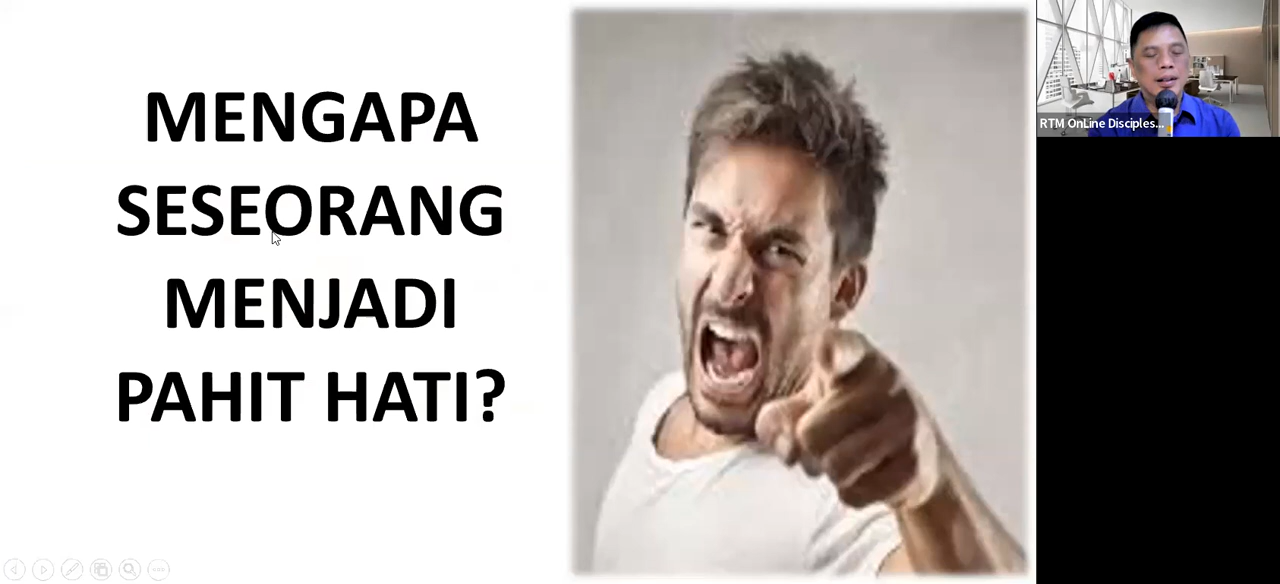 MENGAPA
SESEORANG
MENJADI
PAHIT HATI?
RTM OnLine Disciples...